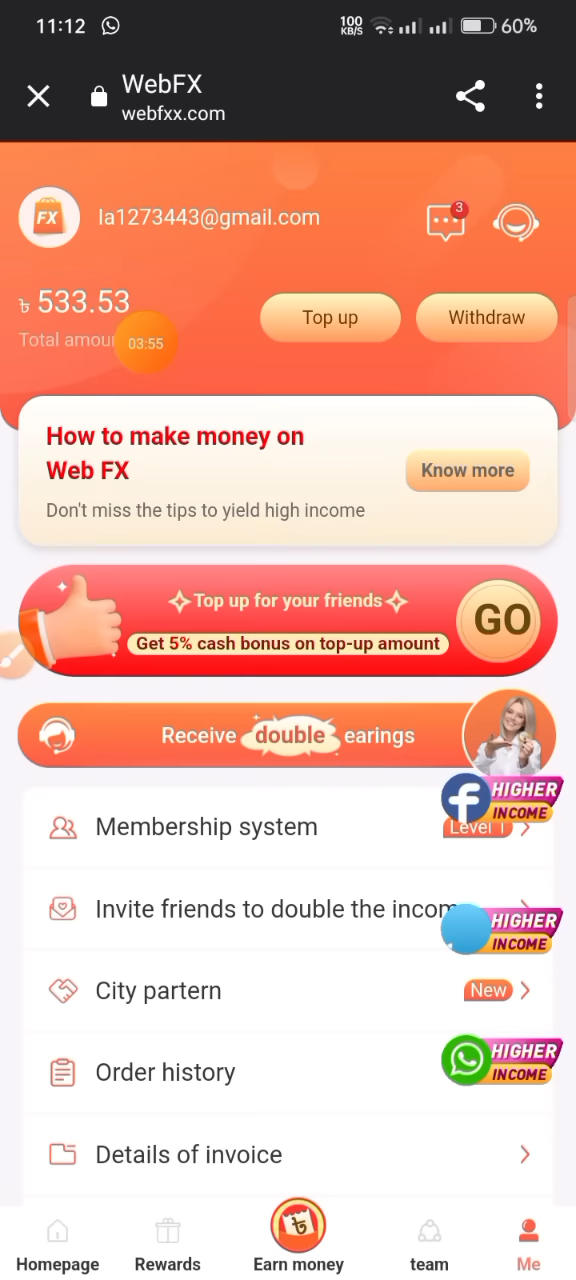 11:12
100 KB/S
60%
WebFX
webfxx.com
FX
la1273443@gmail.com
3
৳ 533.53
Top up
Withdraw
Total amou
03:55
How to make money on
Web FX
Know more
Don't miss the tips to yield high income
Top up for your friends
GO
Get 5% cash bonus on top-up amount
Receive double earings
HIGHER
INCOME
Membership system
Level 1
Invite friends to double the incom
HIGHER
INCOME
City partern
New
HIGHER
INCOME
Order history
Details of invoice
৳
Homepage
Rewards
Earn money
team
Me